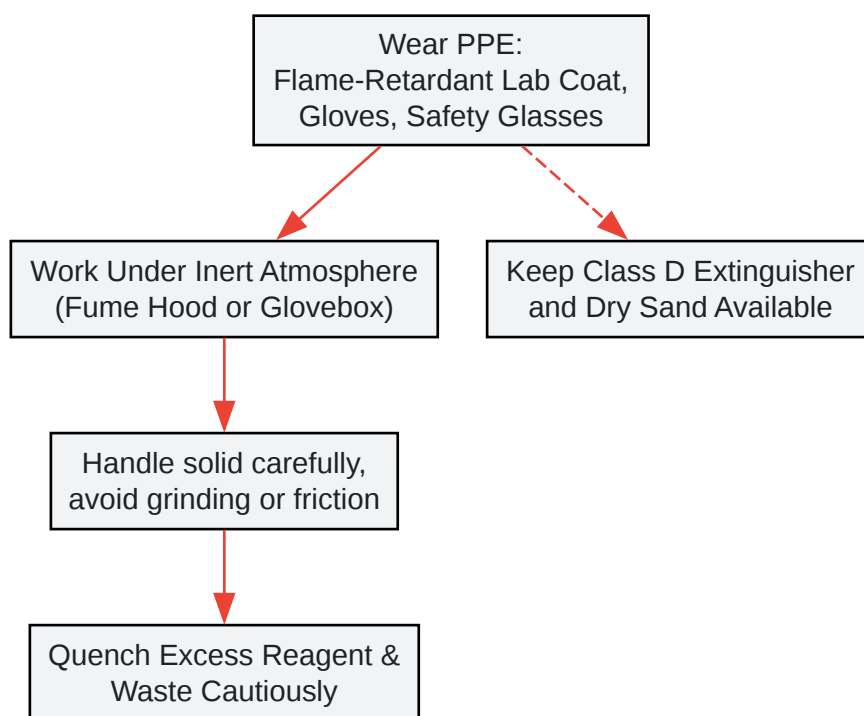 Wear PPE:
Flame-Retardant Lab Coat,
Gloves, Safety Glasses
Work Under Inert Atmosphere
(Fume Hood or Glovebox)
Keep Class D Extinguisher
and Dry Sand Available
Handle solid carefully,
avoid grinding or friction
Quench Excess Reagent &
Waste Cautiously